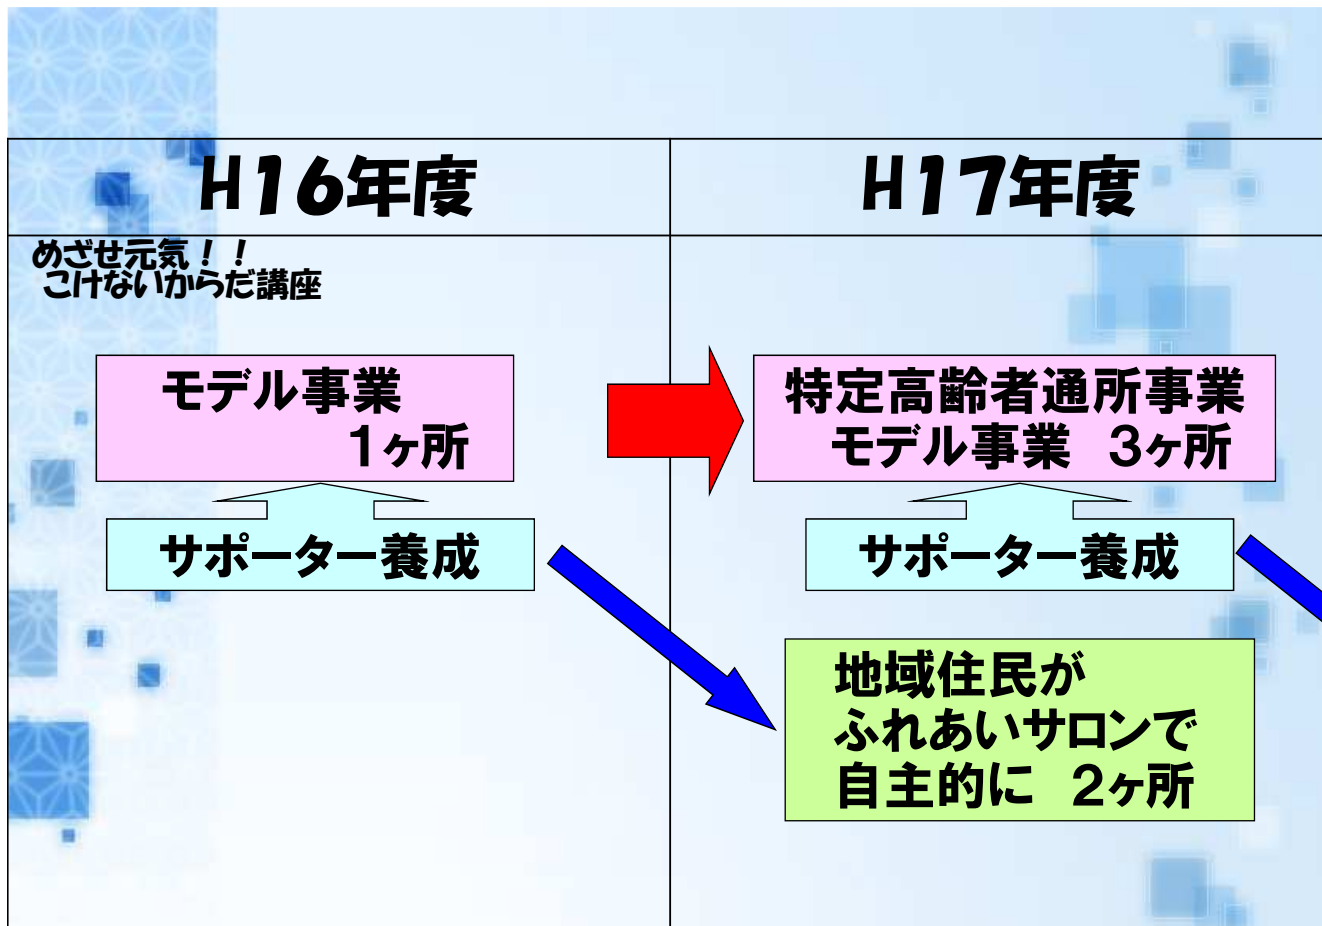 H16年度
H17年度
めざせ元気！！
こけないからだ講座
モデル事業
1ヶ所
サポーター養成
特定高齢者通所事業
モデル事業　3ヶ所
サポーター養成
地域住民が
ふれあいサロンで
自主的に　2ヶ所